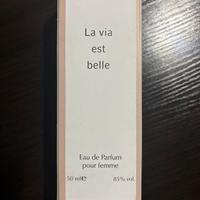 La via
est
belle
Eau de Parfum
pour femme
50 ml℮ 85% vol.